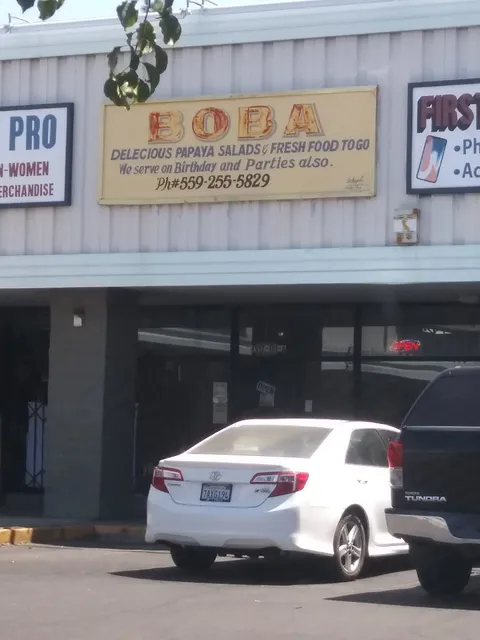 PRO
N-WOMEN
ERCHANDISE
BOBA
DELECIOUS PAPAYA SALADS & FRESH FOOD TO GO
We serve on Birthday and Parties also.
Ph# 559-255-5829
FIRS
• Ph
• Ac
TOYOTA
TUNDRA